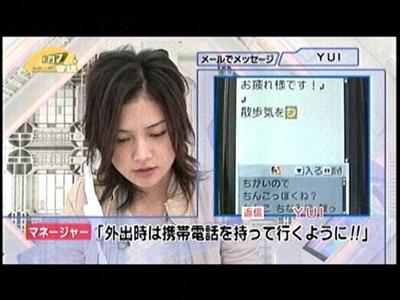 メールでメッセージ
YUI
お疲れ様です！♪
♪
散歩気をち
ちかいので
ちんこっぽくね？
返信
YUI
マネージャー
「外出時は携帯電話を持って行くように!!」